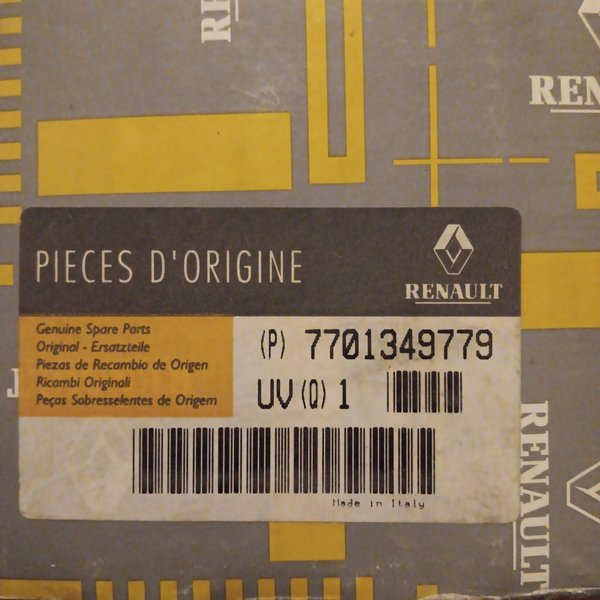 RE
RENAULT
PIECES D'ORIGINE
RENAULT
Genuine Spare Parts
Original - Ersatzteile
Piezas de Recambio de Origen
Ricambi Originali
Peças Sobresselentes de Origem
(P) 7701349779
UV (Q) 1
Made in Italy
RENAULT